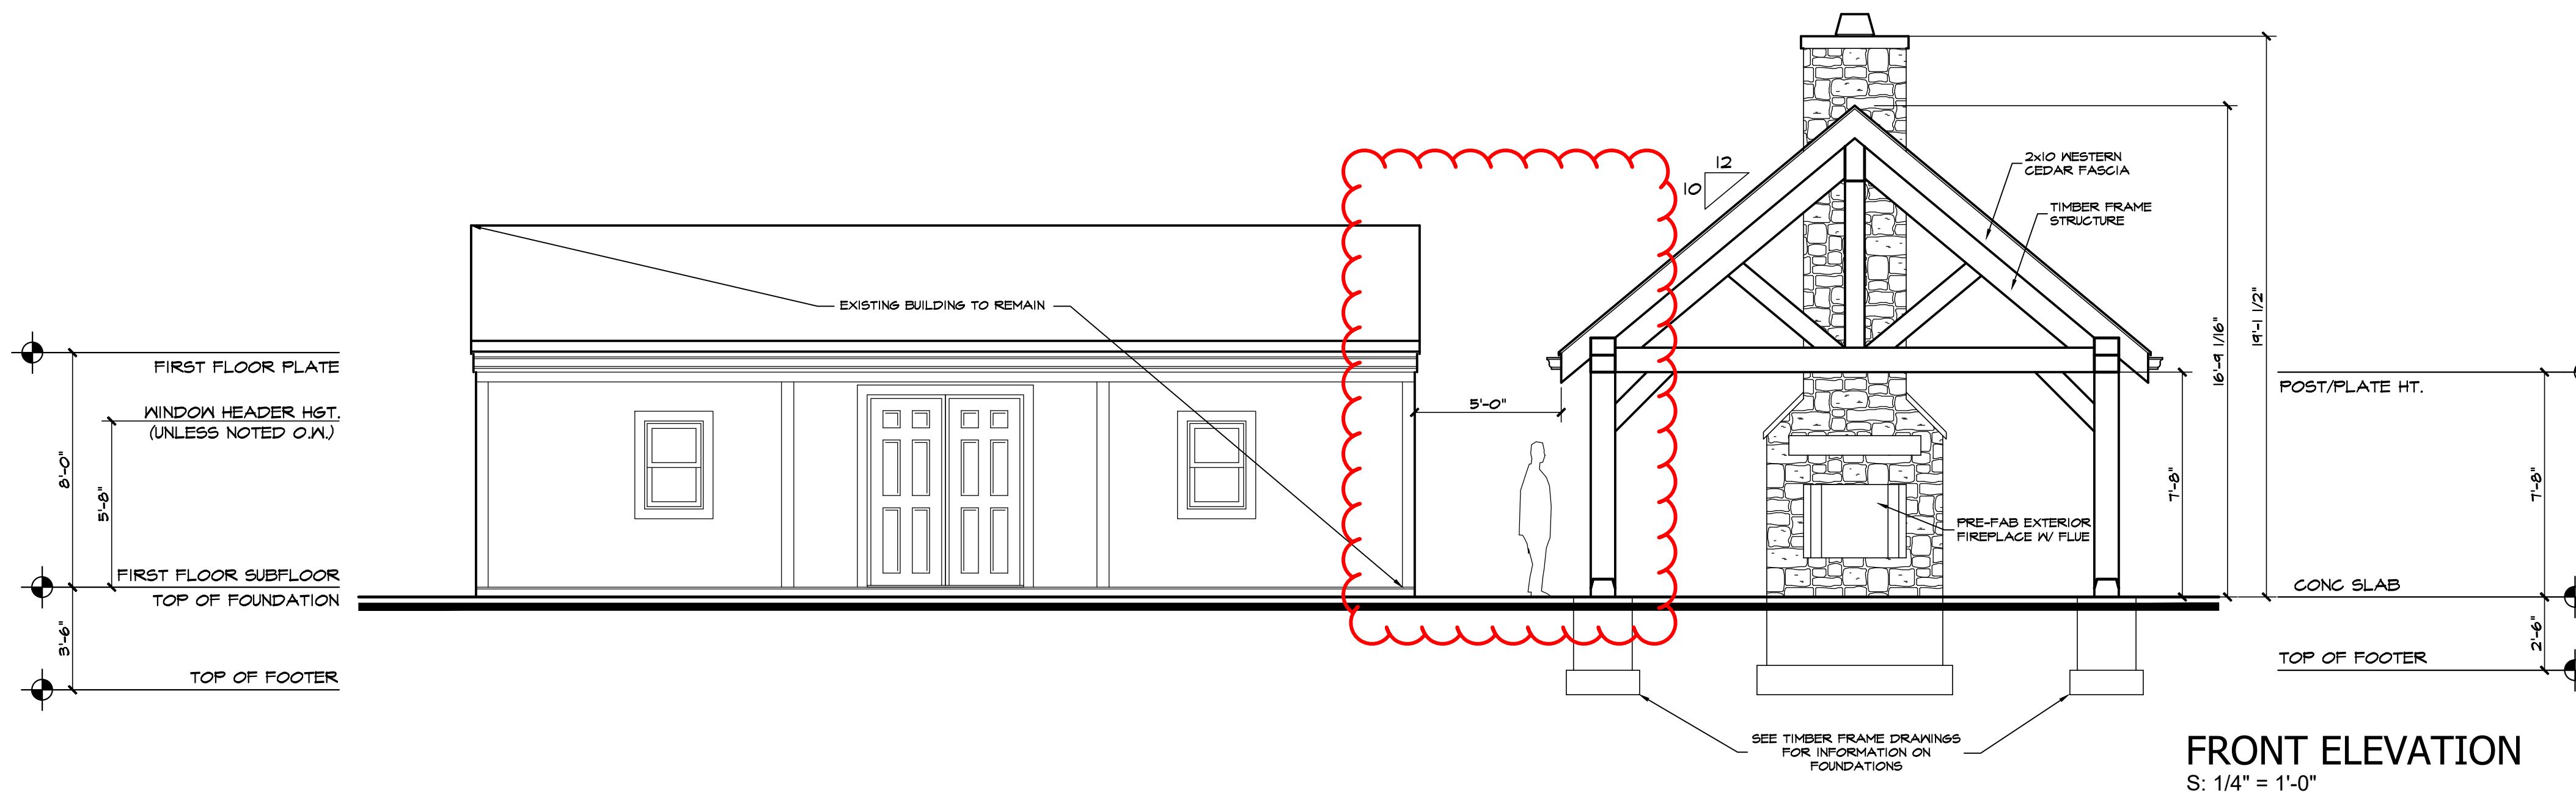 FIRST FLOOR PLATE
WINDOW HEADER HGT.
(UNLESS NOTED O.W.)
8'-0"
5'-8"
FIRST FLOOR SUBFLOOR
TOP OF FOUNDATION
3'-6"
TOP OF FOOTER
EXISTING BUILDING TO REMAIN
5'-0"
12
10
2x10 WESTERN
CEDAR FASCIA
TIMBER FRAME
STRUCTURE
PRE-FAB EXTERIOR
FIREPLACE W/ FLUE
7'-8"
16'-9 1/16"
19'-1 1/2"
POST/PLATE HT.
7'-8"
CONC SLAB
2'-6"
TOP OF FOOTER
SEE TIMBER FRAME DRAWINGS
FOR INFORMATION ON
FOUNDATIONS
FRONT ELEVATION
S: 1/4" = 1'-0"